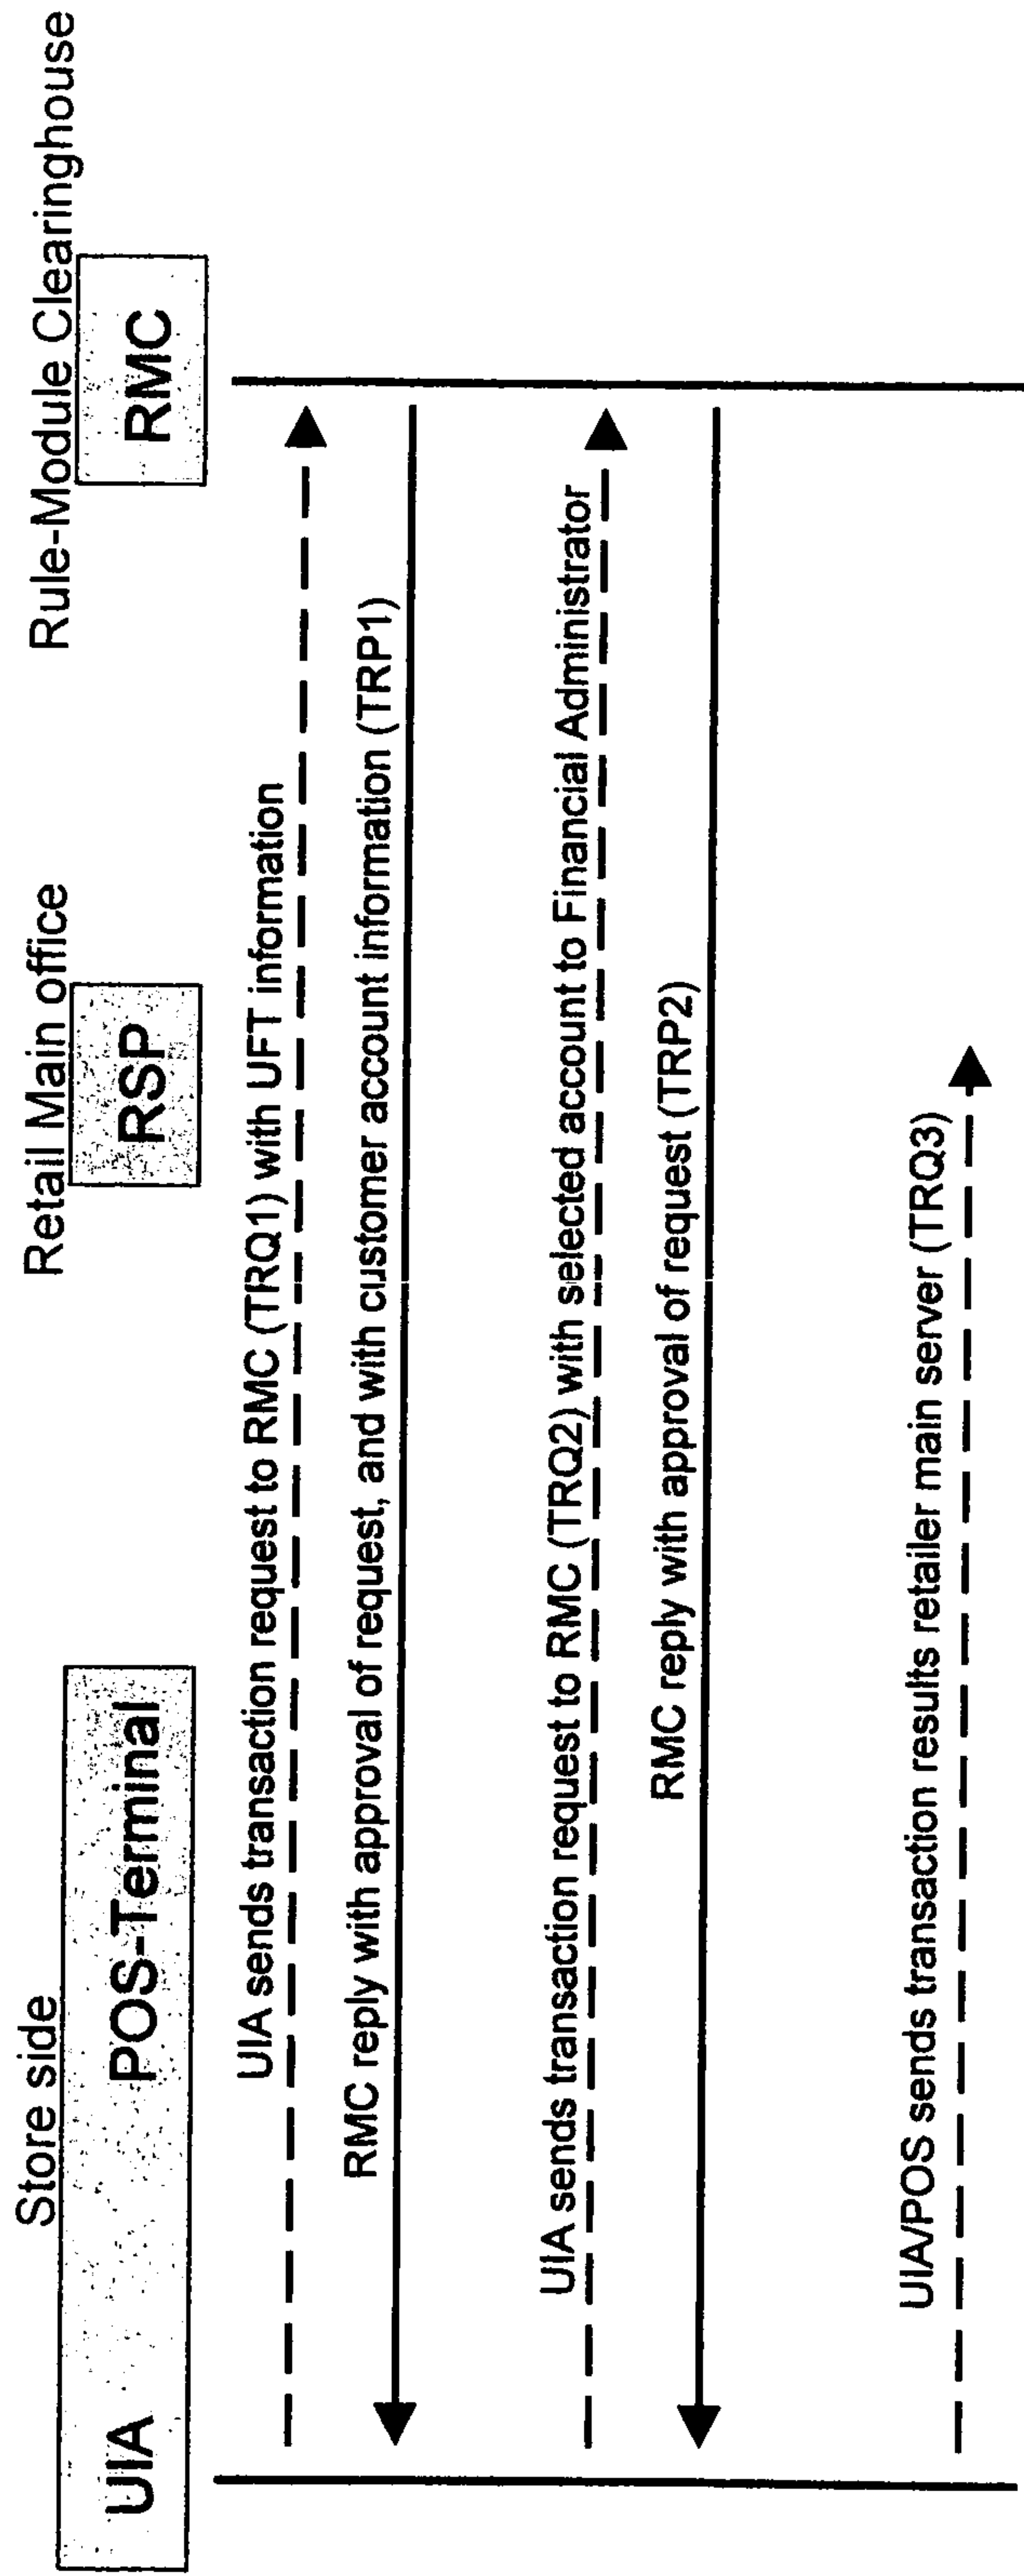 Store side
Retail Main office
Rule-Module Clearinghouse
UIA POS-Terminal
RSP
RMC
UIA sends transaction request to RMC (TRQ1) with UFT information
RMC reply with approval of request, and with customer account information (TRP1)
UIA sends transaction request to RMC (TRQ2) with selected account to Financial Administrator
RMC reply with approval of request (TRP2)
UIA/POS sends transaction results retailer main server (TRQ3)